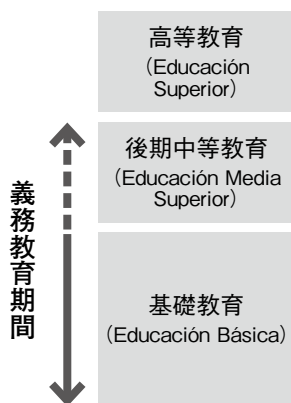 高等教育
（Educación
Superior）
後期中等教育
（Educación Media
Superior）
義務教育期間
基礎教育
（Educación Básica）